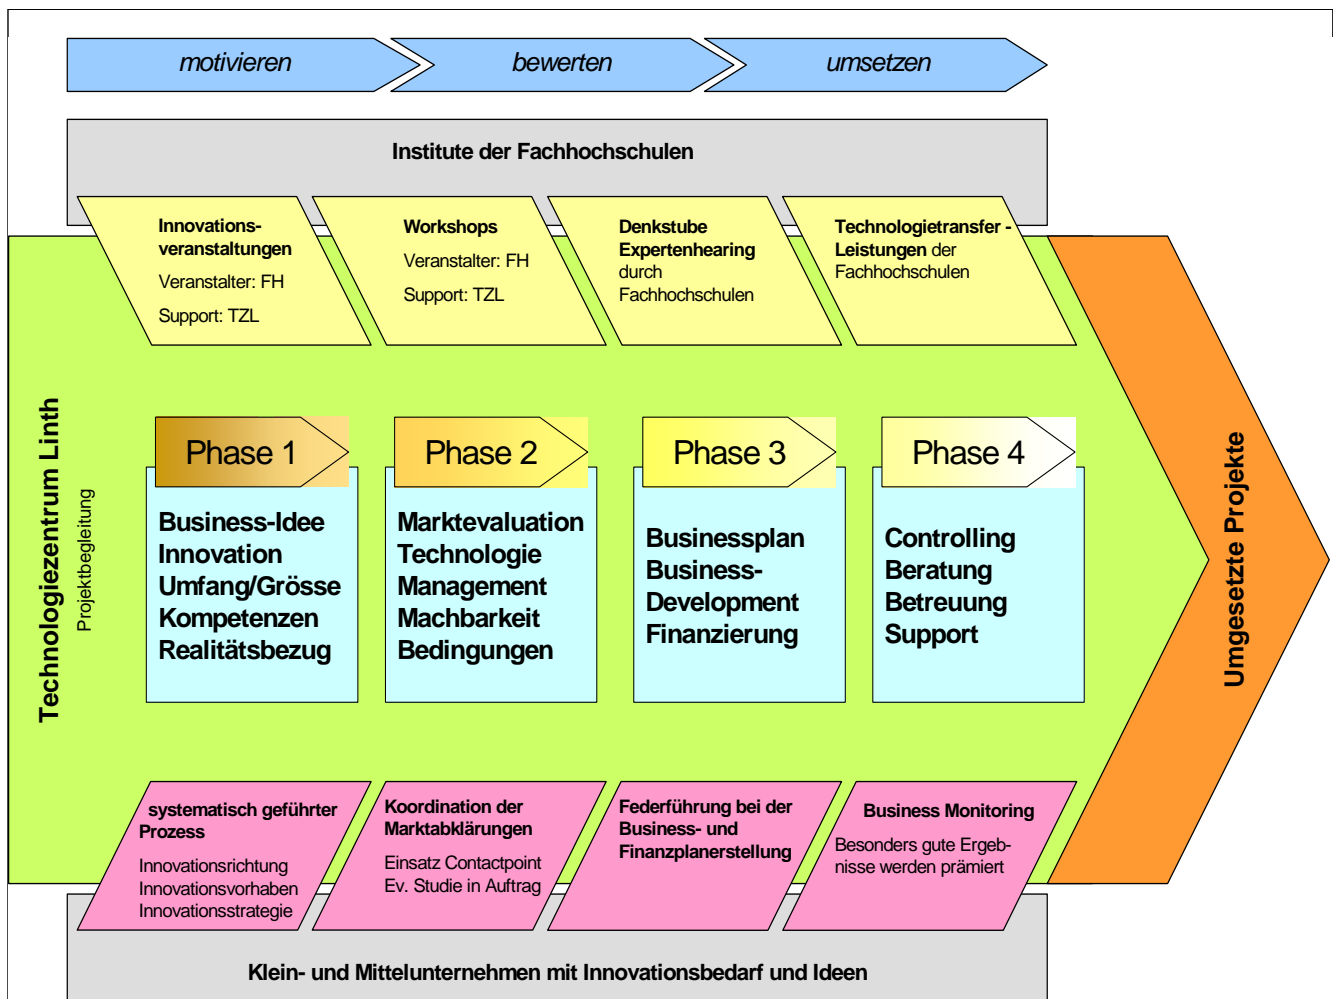 motivieren
bewerten
umsetzen
Institute der Fachhochschulen
Innovations-
veranstaltungen
Veranstalter: FH
Support: TZL
Workshops
Veranstalter: FH
Support: TZL
Denkstube
Expertenhearing
durch
Fachhochschulen
Technologietransfer -
Leistungen der
Fachhochschulen
Technologiezentrum Linth
Projektbegleitung
Phase 1
Business-Idee
Innovation
Umfang/Grösse
Kompetenzen
Realitätsbezug
Phase 2
Marktevaluation
Technologie
Management
Machbarkeit
Bedingungen
Phase 3
Businessplan
Business-
Development
Finanzierung
Phase 4
Controlling
Beratung
Betreuung
Support
Umgesetzte Projekte
systematisch geführter
Prozess
Innovationsrichtung
Innovationsvorhaben
Innovationsstrategie
Koordination der
Marktabklärungen
Einsatz Contactpoint
Ev. Studie in Auftrag
Federführung bei der
Business- und
Finanzplanerstellung
Business Monitoring
Besonders gute Ergeb-
nisse werden prämiert
Klein- und Mittelunternehmen mit Innovationsbedarf und Ideen